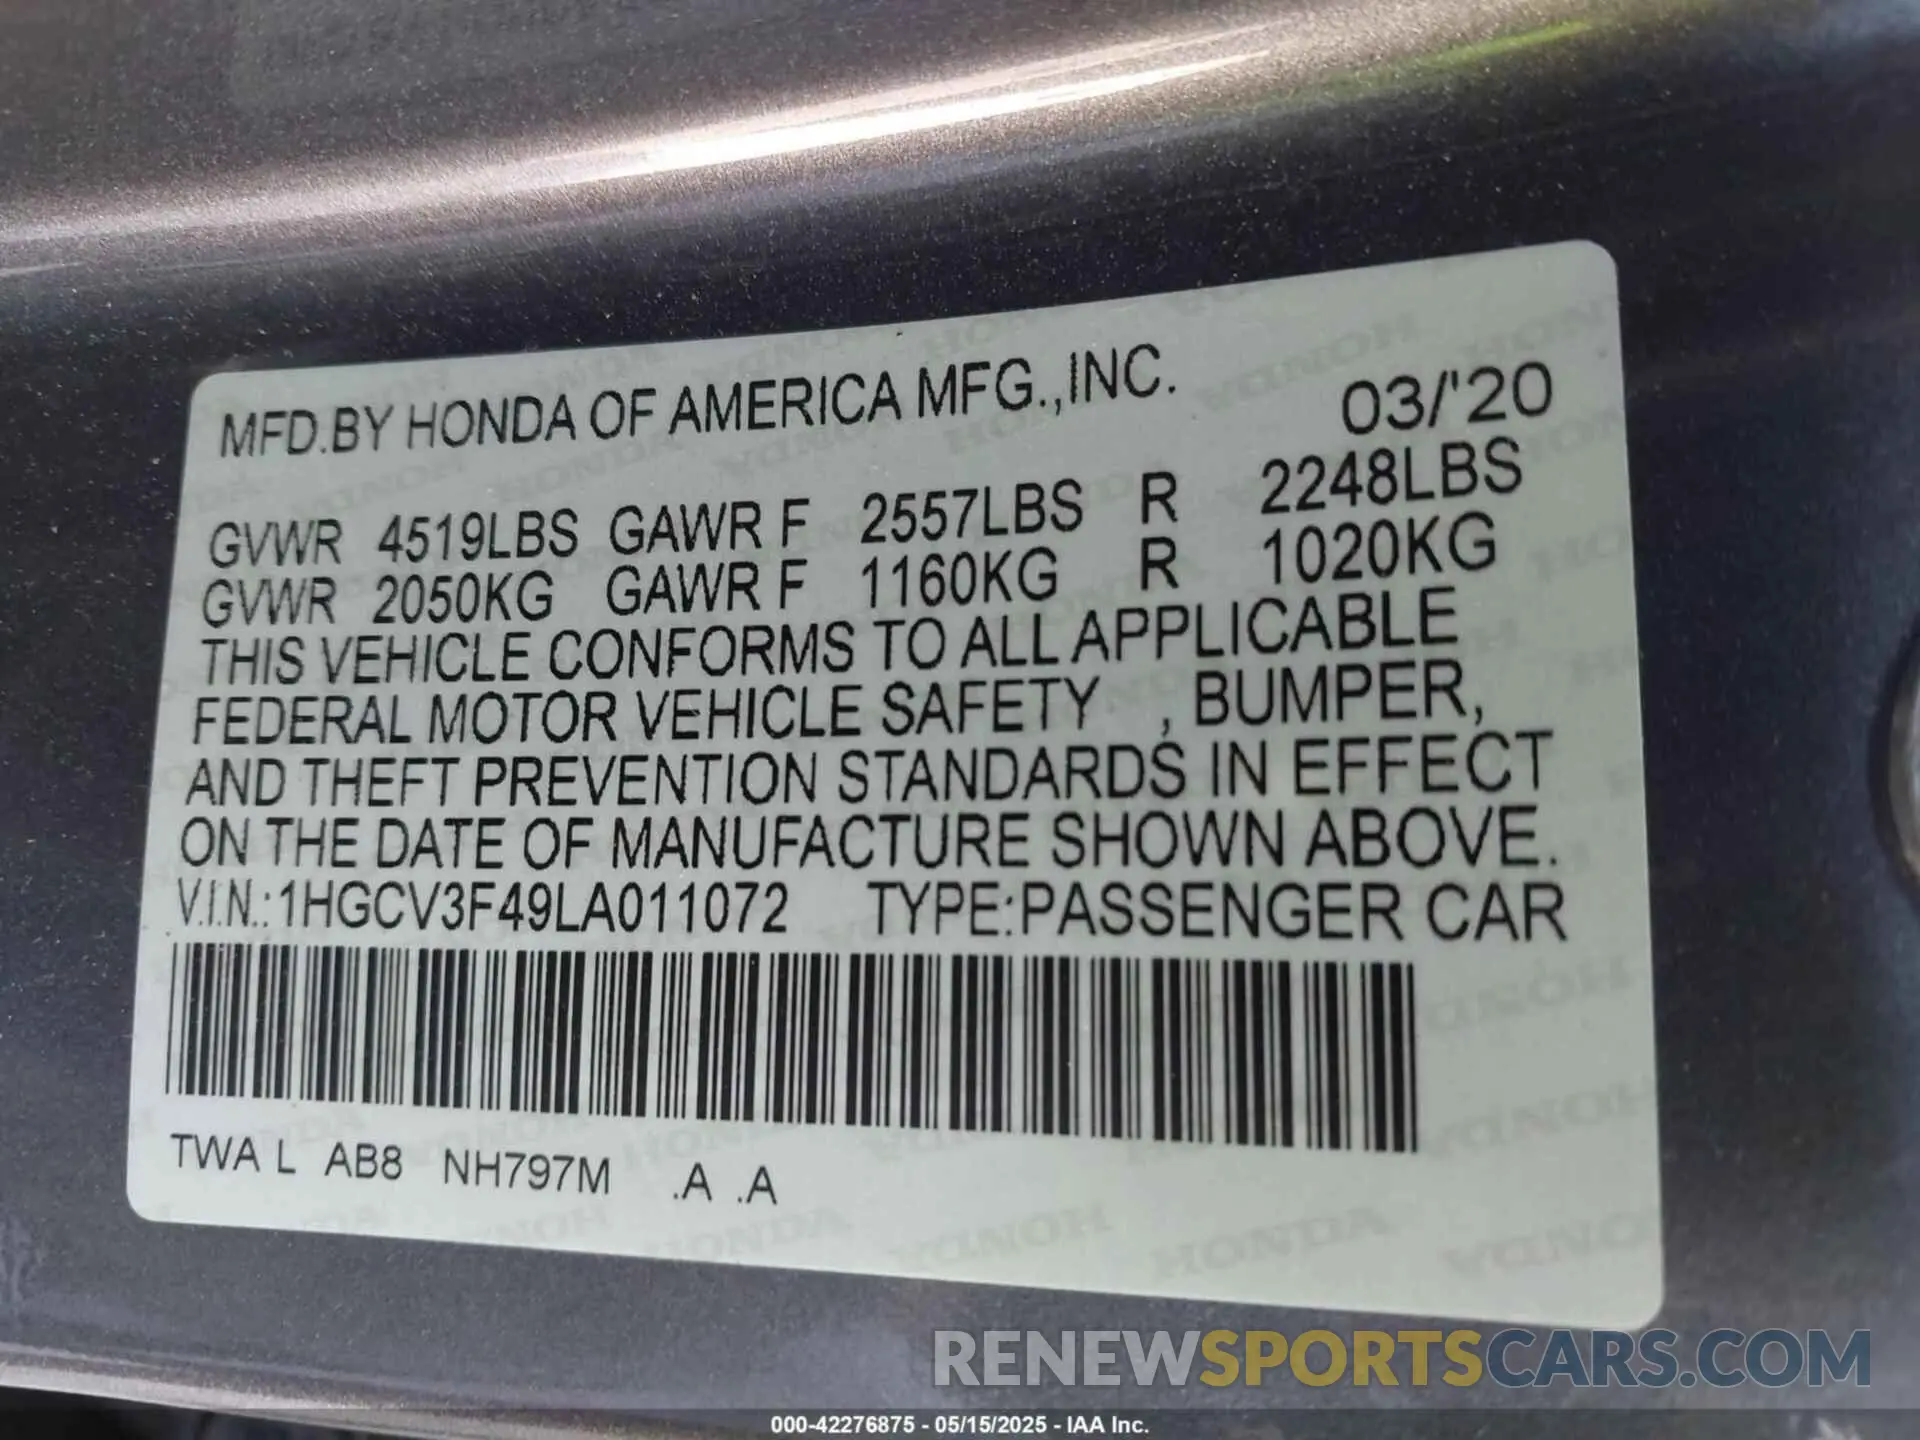 MFD.BY HONDA OF AMERICA MFG.,INC. 03/'20
GVWR 4519LBS GAWR F 2557LBS R 2248LBS
GVWR 2050KG GAWR F 1160KG R 1020KG
THIS VEHICLE CONFORMS TO ALL APPLICABLE
FEDERAL MOTOR VEHICLE SAFETY , BUMPER,
AND THEFT PREVENTION STANDARDS IN EFFECT
ON THE DATE OF MANUFACTURE SHOWN ABOVE.
V.I.N.:1HGCV3F49LA011072 TYPE:PASSENGER CAR
TWA L AB8 NH797M .A .A
RENEWSPORTSCARS.COM
000-42276875 - 05/15/2025 - IAA Inc.